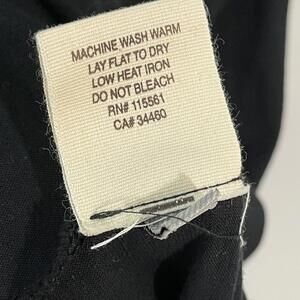 MACHINE WASH WARM
LAY FLAT TO DRY
LOW HEAT IRON
DO NOT BLEACH
RN# 115561
CA# 34460